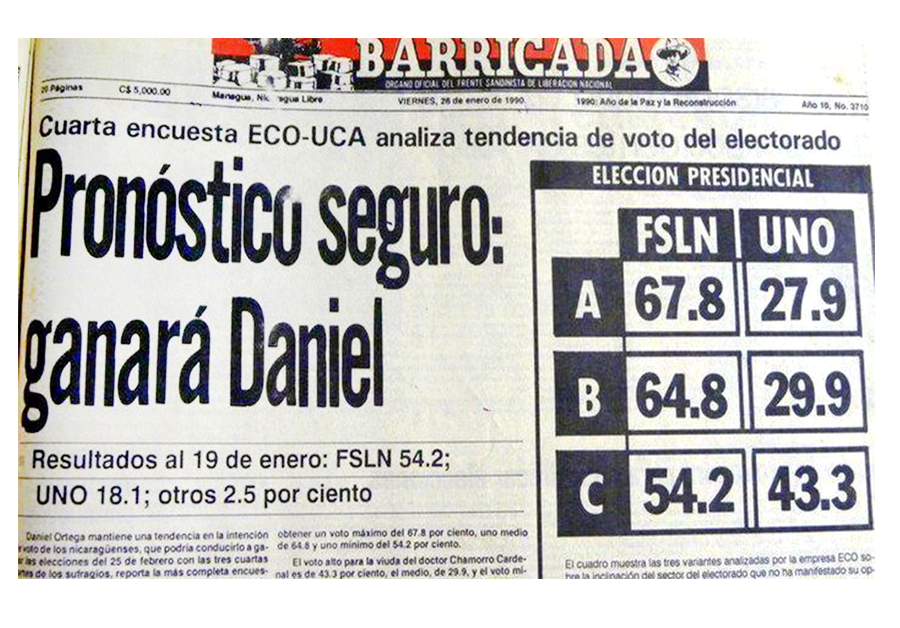 BARRICADA
ORGANO OFICIAL DEL FRENTE SANDINISTA DE LIBERACION NACIONAL
20 Páginas C$ 5,000.00 Managua, Nicaragua Libre VIERNES, 26 de enero de 1990 1990: Año de la Paz y la Reconstrucción Año 10, No. 3710
Cuarta encuesta ECO-UCA analiza tendencia de voto del electorado
Pronóstico seguro:
ganará Daniel
Resultados al 19 de enero: FSLN 54.2;
UNO 18.1; otros 2.5 por ciento
Daniel Ortega mantiene una tendencia en la intención
voto de los nicaragüenses, que podría conducirlo a ga-
las elecciones del 25 de febrero con las tres cuartas
de los sufragios, reporta la más completa encues-
obtener un voto máximo del 67.8 por ciento, uno medio
de 64.8 y uno mínimo del 54.2 por ciento.
El voto alto para la viuda del doctor Chamorro Carde-
nal es de 43.3 por ciento, el medio, de 29.9, y el voto mí-
ELECCION PRESIDENCIAL
FSLN UNO
A 67.8 27.9
B 64.8 29.9
C 54.2 43.3
El cuadro muestra las tres variantes analizadas por la empresa ECO so-
bre la inclinación del sector del electorado que no ha manifestado su op-